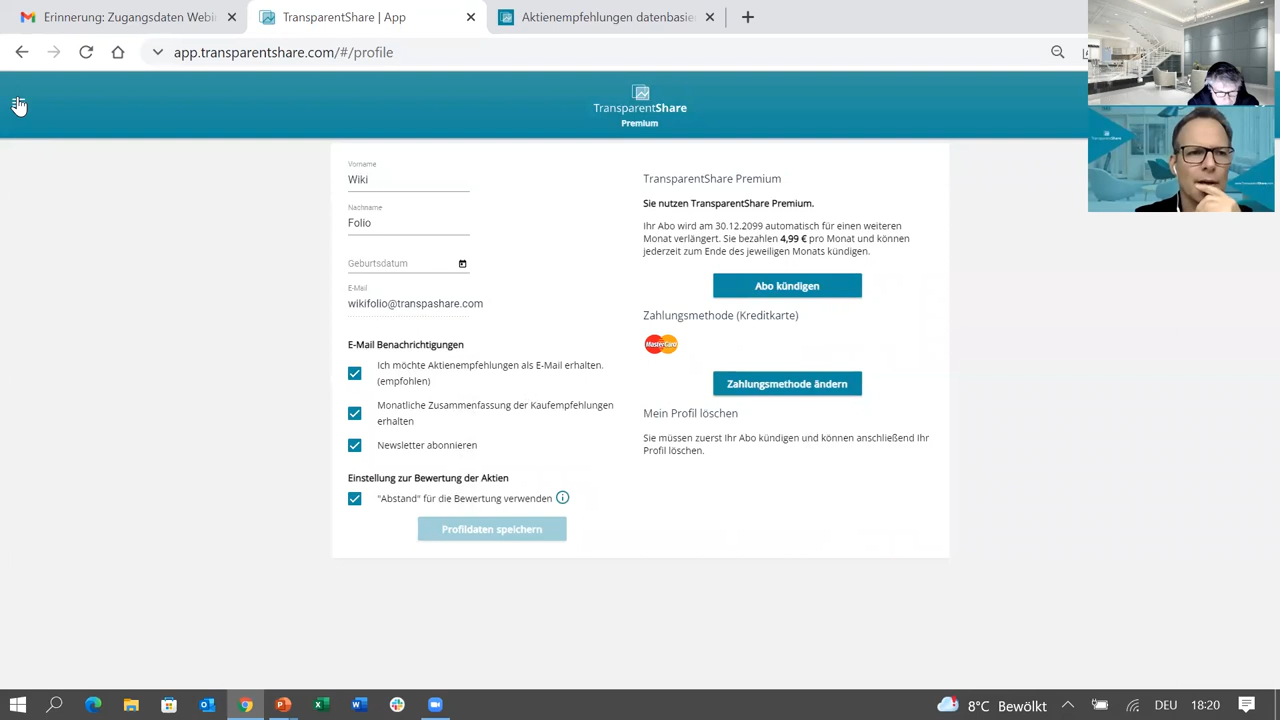 Erinnerung: Zugangsdaten Webi
TransparentShare | App
Aktienempfehlungen datenbasie
app.transparentshare.com/#/profile
TransparentShare
Premium
Vorname
Wiki
Nachname
Folio
Geburtsdatum
E-Mail
wikifolio@transpashare.com
E-Mail Benachrichtigungen
Ich möchte Aktienempfehlungen als E-Mail erhalten.
(empfohlen)
Monatliche Zusammenfassung der Kaufempfehlungen
erhalten
Newsletter abonnieren
Einstellung zur Bewertung der Aktien
"Abstand" für die Bewertung verwenden
Profildaten speichern
TransparentShare Premium
Sie nutzen TransparentShare Premium.
Ihr Abo wird am 30.12.2099 automatisch für einen weiteren
Monat verlängert. Sie bezahlen 4,99 € pro Monat und können
jederzeit zum Ende des jeweiligen Monats kündigen.
Abo kündigen
Zahlungsmethode (Kreditkarte)
MasterCard
Zahlungsmethode ändern
Mein Profil löschen
Sie müssen zuerst Ihr Abo kündigen und können anschließend Ihr
Profil löschen.
8°C Bewölkt
DEU
18:20